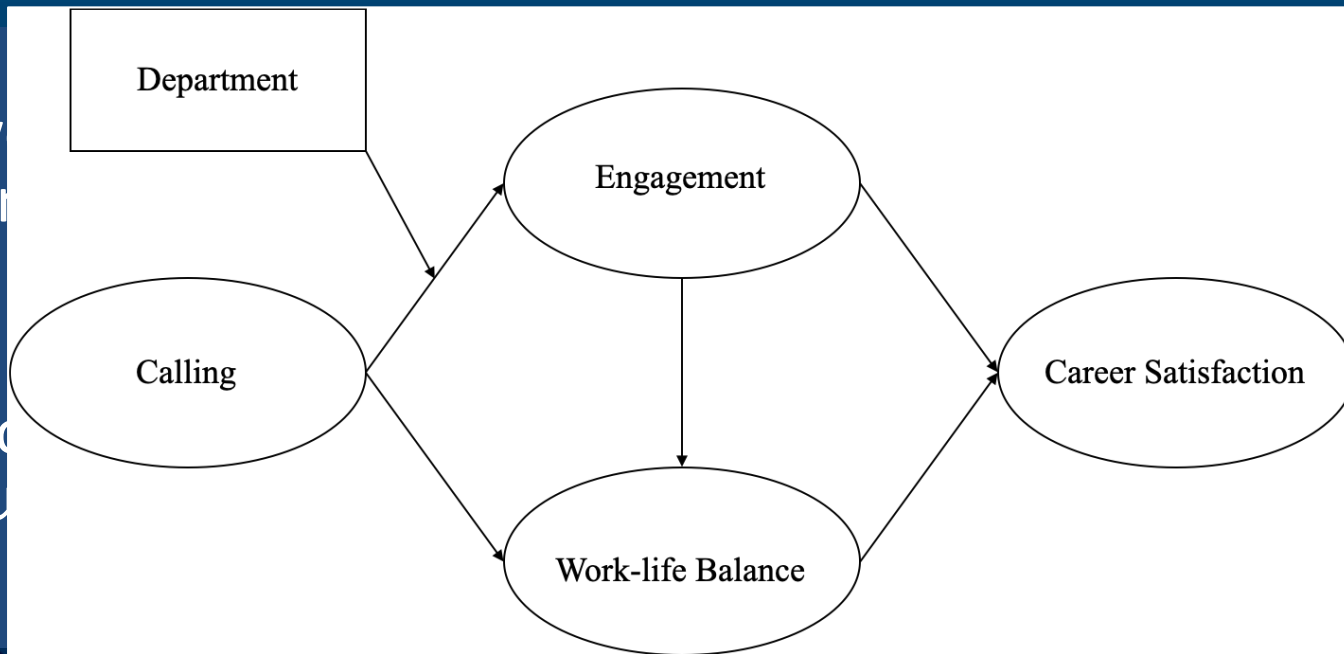 Department
Engagement
Calling
Career Satisfaction
Work-life Balance